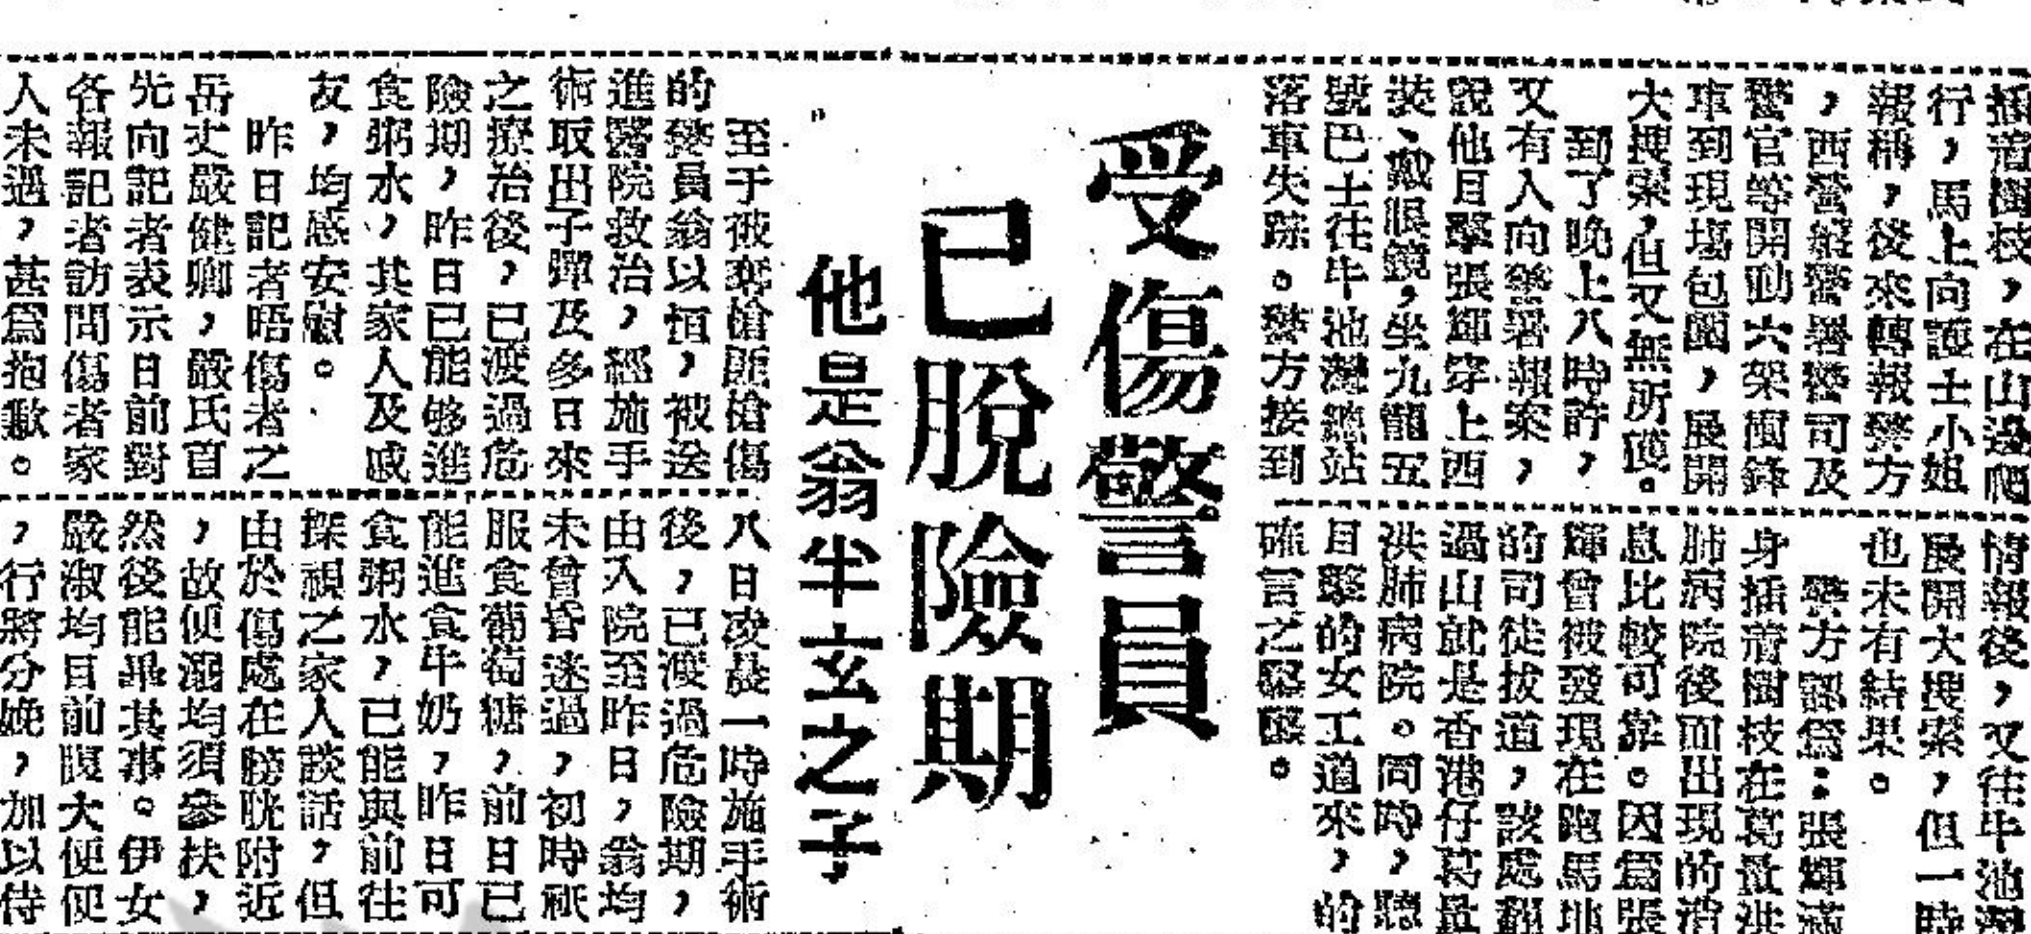 插着樹枝，在山邊爬
行，馬上向護士小姐
報稱，後來轉報警方
，西營盤警署警司及
警官等開動六架衝鋒
車到現塲包圍，展開
大搜索，但又無所獲。
到了晚上八時許，
又有人向警署報案，
說他目擊張輝穿上西
裝、戴眼鏡，坐九龍五
號巴士往牛池灣總站
落車失踪。警方接到
情報後，又往牛池灣
展開大搜索，但一時
也未有結果。
警方認爲：張輝滿
身插着樹枝在葛量洪
肺病院後面出現的消
息比較可靠。因爲張
輝曾被發現在跑馬地
的司徒拔道，該處翻
過山就是香港仔葛量
洪肺病院。同時，聽
目擊的女工道來，的
確言之鑿鑿。
受傷警員
已脫險期
他是翁半玄之子
至于被奪槍匪槍傷
的警員翁以恒，被送
進醫院救治，經施手
術取出子彈及多日來
之療治後，已渡過危
險期，昨日已能够進
食粥水，其家人及戚
友，均感安慰。
昨日記者晤傷者之
岳丈嚴健卿，嚴氏首
先向記者表示日前對
各報記者訪問傷者家
人未遇，甚爲抱歉。
八日凌晨一時施手術
後，已渡過危險期，
由入院至昨日，翁均
未曾昏迷過，初時祇
服食葡萄糖，前日已
能進食牛奶，昨日可
食粥水，已能與前往
探視之家人談話，但
由於傷處在膀胱附近
，故便溺均須參扶，
然後能畢其事。伊女
嚴淑均目前腹大便便
，行將分娩，加以侍